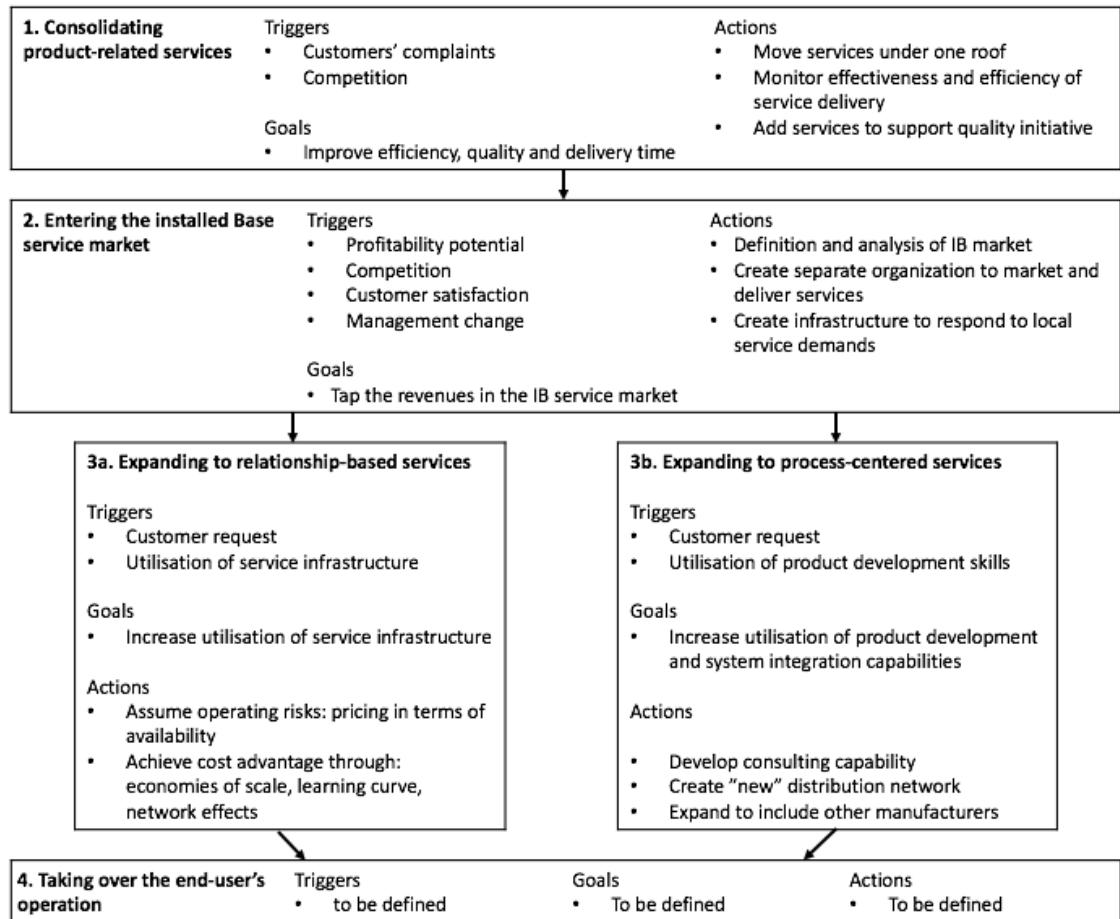 1. Consolidating
product-related services
Triggers
• Customers' complaints
• Competition
Goals
• Improve efficiency, quality and delivery time
Actions
• Move services under one roof
• Monitor effectiveness and efficiency of
service delivery
• Add services to support quality initiative
2. Entering the installed Base
service market
Triggers
• Profitability potential
• Competition
• Customer satisfaction
• Management change
Goals
• Tap the revenues in the IB service market
Actions
• Definition and analysis of IB market
• Create separate organization to market and
deliver services
• Create infrastructure to respond to local
service demands
3a. Expanding to relationship-based services
Triggers
• Customer request
• Utilisation of service infrastructure
Goals
• Increase utilisation of service infrastructure
Actions
• Assume operating risks: pricing in terms of
availability
• Achieve cost advantage through:
economies of scale, learning curve,
network effects
3b. Expanding to process-centered services
Triggers
• Customer request
• Utilisation of product development skills
Goals
• Increase utilisation of product development
and system integration capabilities
Actions
• Develop consulting capability
• Create "new" distribution network
• Expand to include other manufacturers
4. Taking over the end-user's
operation
Triggers
• to be defined
Goals
• To be defined
Actions
• To be defined